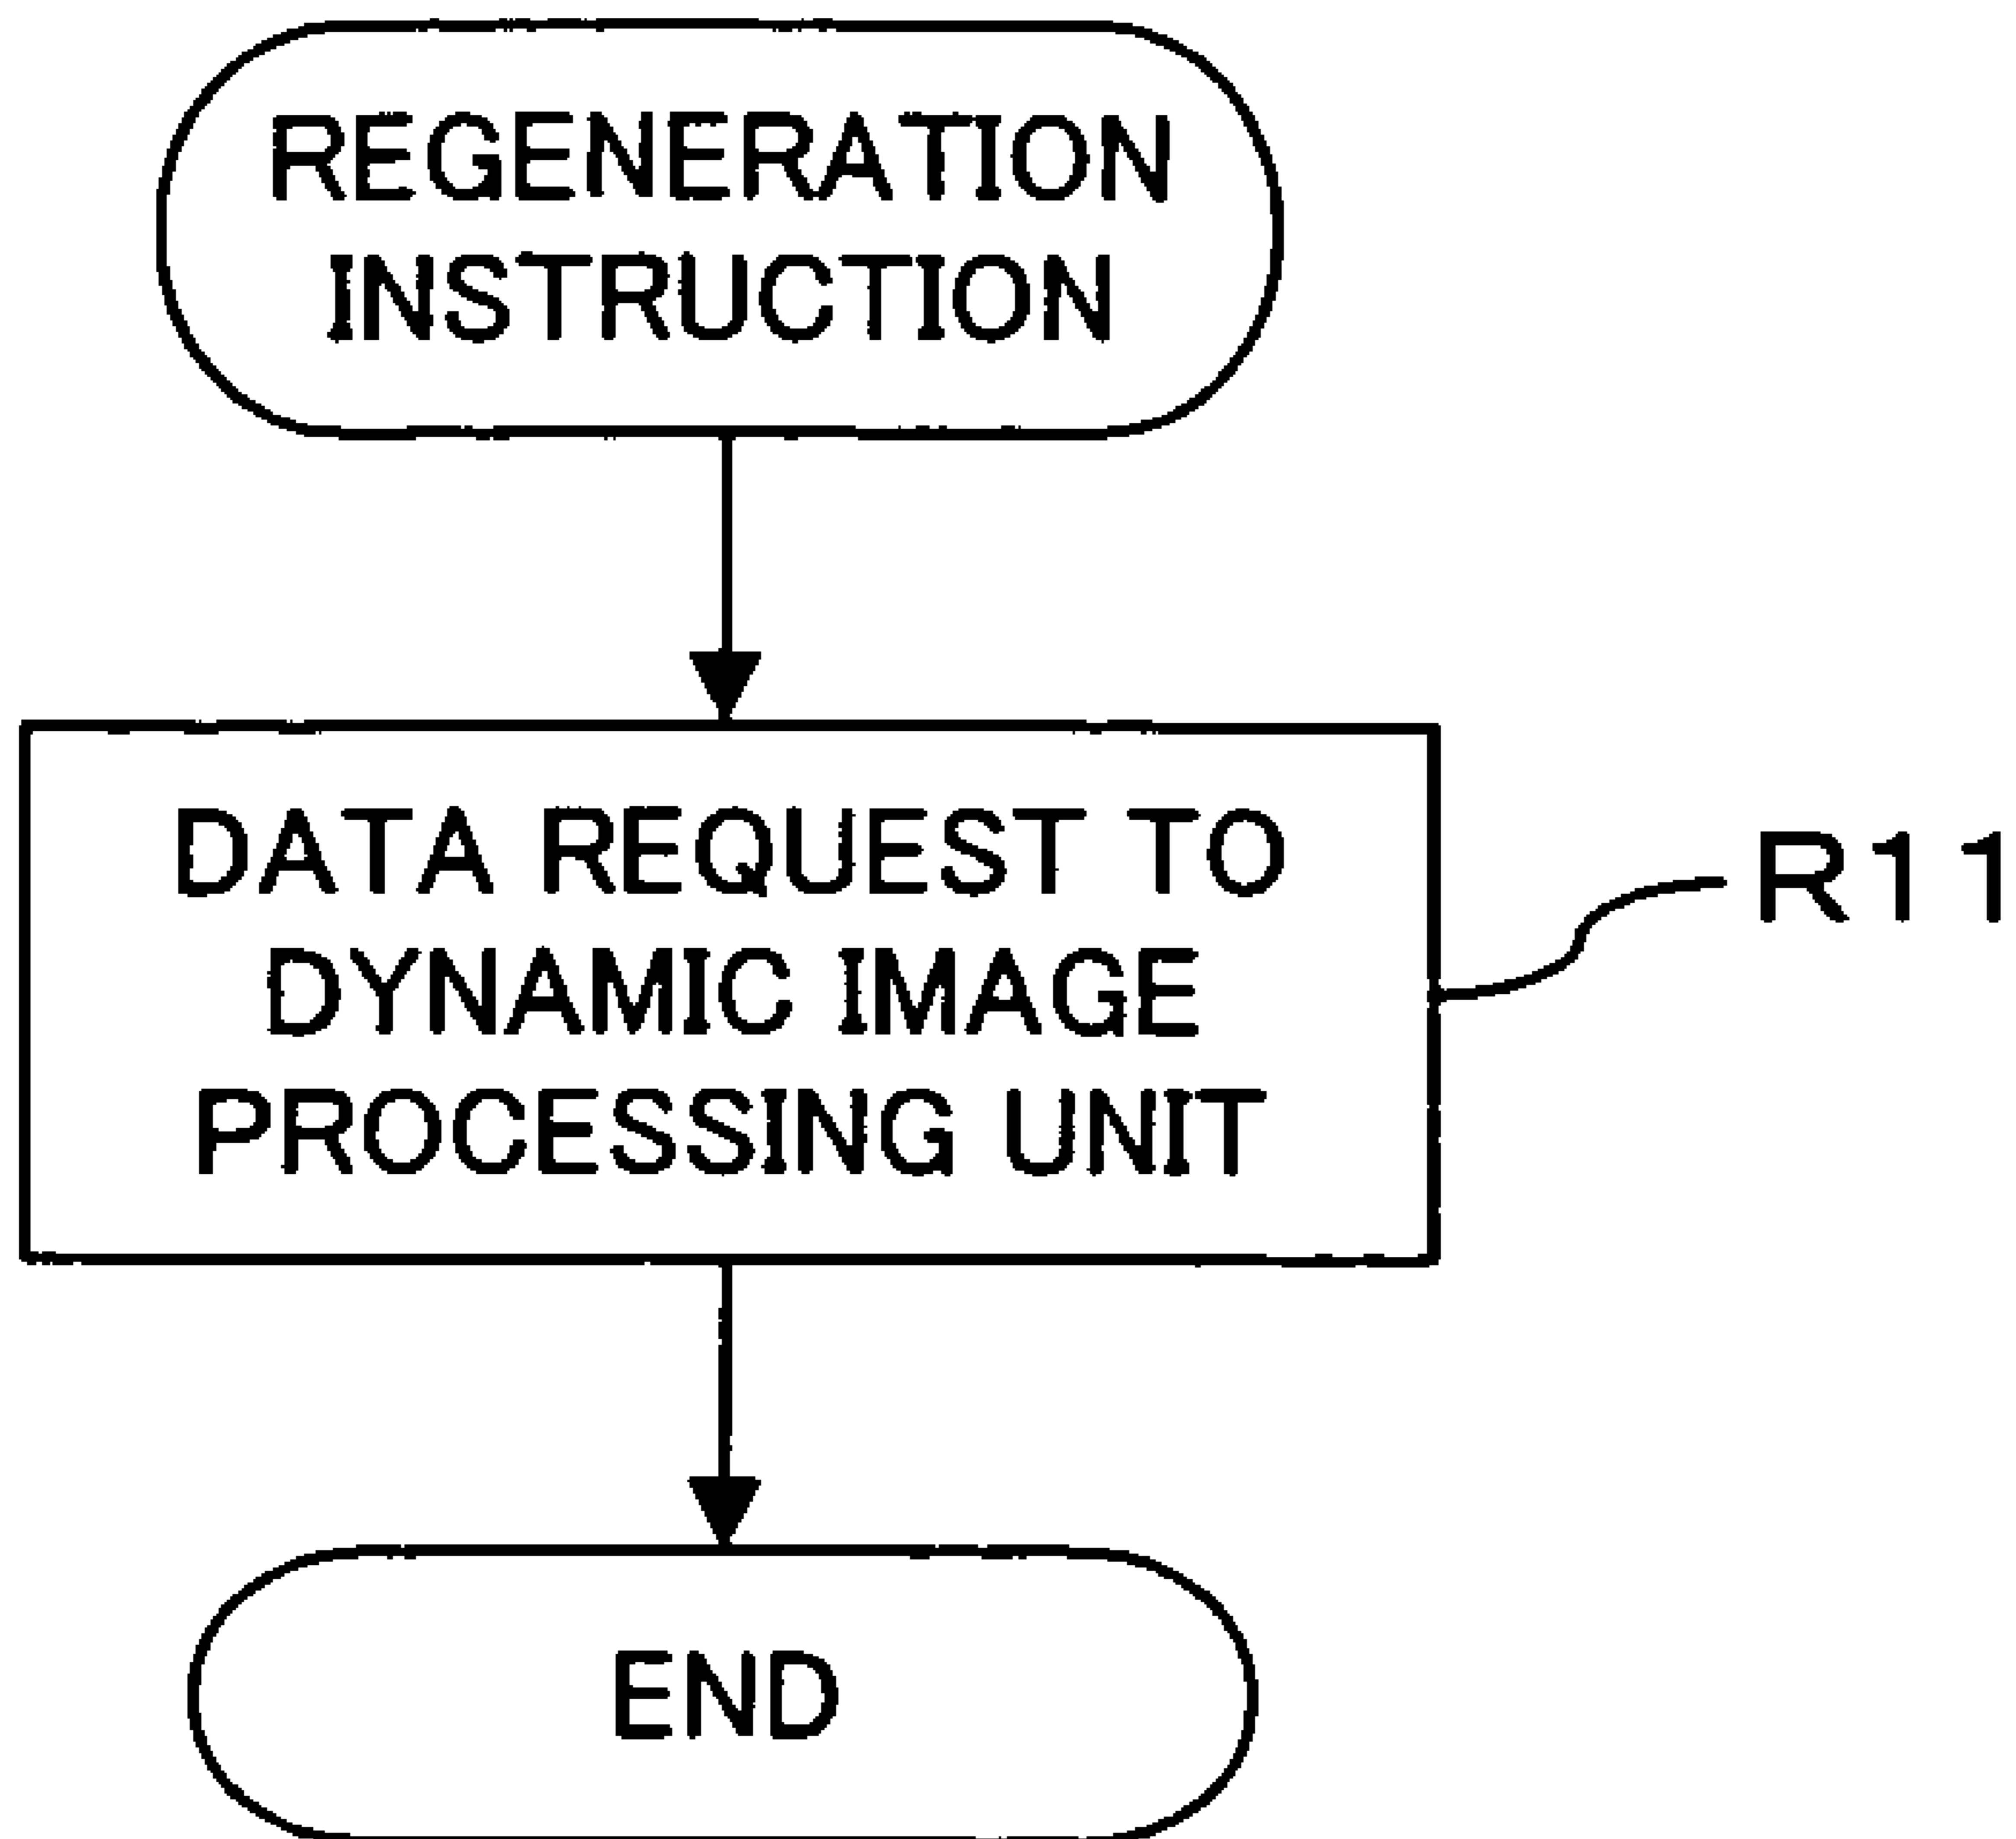 REGENERATION
INSTRUCTION
DATA REQUEST TO
DYNAMIC IMAGE
PROCESSING UNIT
R11
END